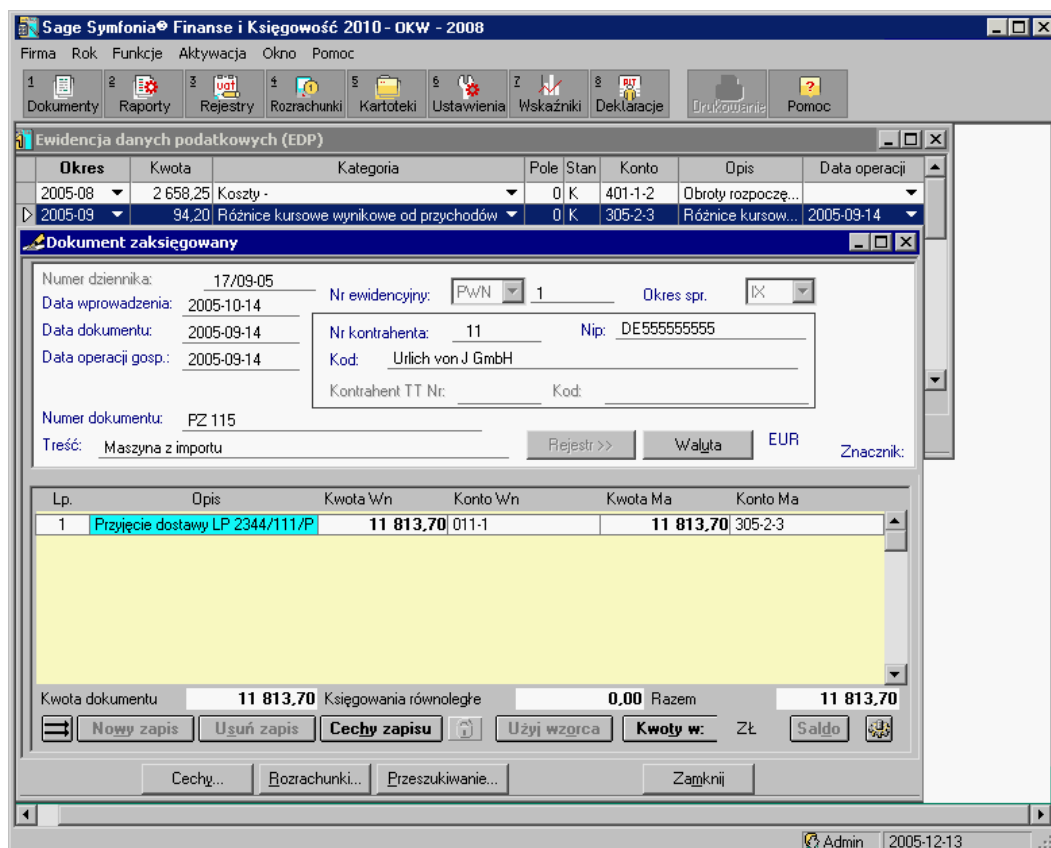 Sage Symfonia® Finanse i Księgowość 2010 - OKW - 2008
Firma Rok Funkcje Aktywacja Okno Pomoc
1 2 3 vat 4 5 6 7 8 PIT ?
Dokumenty Raporty Rejestry Rozrachunki Kartoteki Ustawienia Wskaźniki Deklaracje Drukowanie Pomoc
Ewidencja danych podatkowych (EDP)
Okres Kwota Kategoria Pole Stan Konto Opis Data operacji
2005-08 2 658,25 Koszty - 0 K 401-1-2 Obroty rozpoczę...
2005-09 94,20 Różnice kursowe wynikowe od przychodów 0 K 305-2-3 Różnice kursow... 2005-09-14
Dokument zaksięgowany
Numer dziennika: 17/09-05 Nr ewidencyjny: PWN 1 Okres spr. IX
Data wprowadzenia: 2005-10-14
Data dokumentu: 2005-09-14 Nr kontrahenta: 11 Nip: DE555555555
Data operacji gosp.: 2005-09-14 Kod: Urlich von J GmbH
Kontrahent TT Nr: Kod:
Numer dokumentu: PZ 115
Treść: Maszyna z importu Rejestr >> Waluta EUR Znacznik:
Lp. Opis Kwota Wn Konto Wn Kwota Ma Konto Ma
1 Przyjęcie dostawy LP 2344/111/P 11 813,70 011-1 11 813,70 305-2-3
Kwota dokumentu 11 813,70 Księgowania równoległe 0,00 Razem 11 813,70
Nowy zapis Usuń zapis Cechy zapisu Użyj wzorca Kwoty w: ZŁ Saldo
Cechy... Rozrachunki... Przeszukiwanie... Zamknij
Admin 2005-12-13